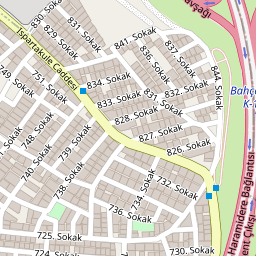 830. Sokak
829. Sokak
831. Sokak
841. Sokak
İspartakule Caddesi
836. Sokak
837. Sokak
834. Sokak
833. Sokak
832. Sokak
831. Sokak
844. Sokak
828. Sokak
827. Sokak
826. Sokak
749. Sokak
751. Sokak
748. Sokak
739. Sokak
740. Sokak
738. Sokak
732. Sokak
734. Sokak
736. Sokak
725. Sokak
730. Sokak
Haramidere Bağlantısı